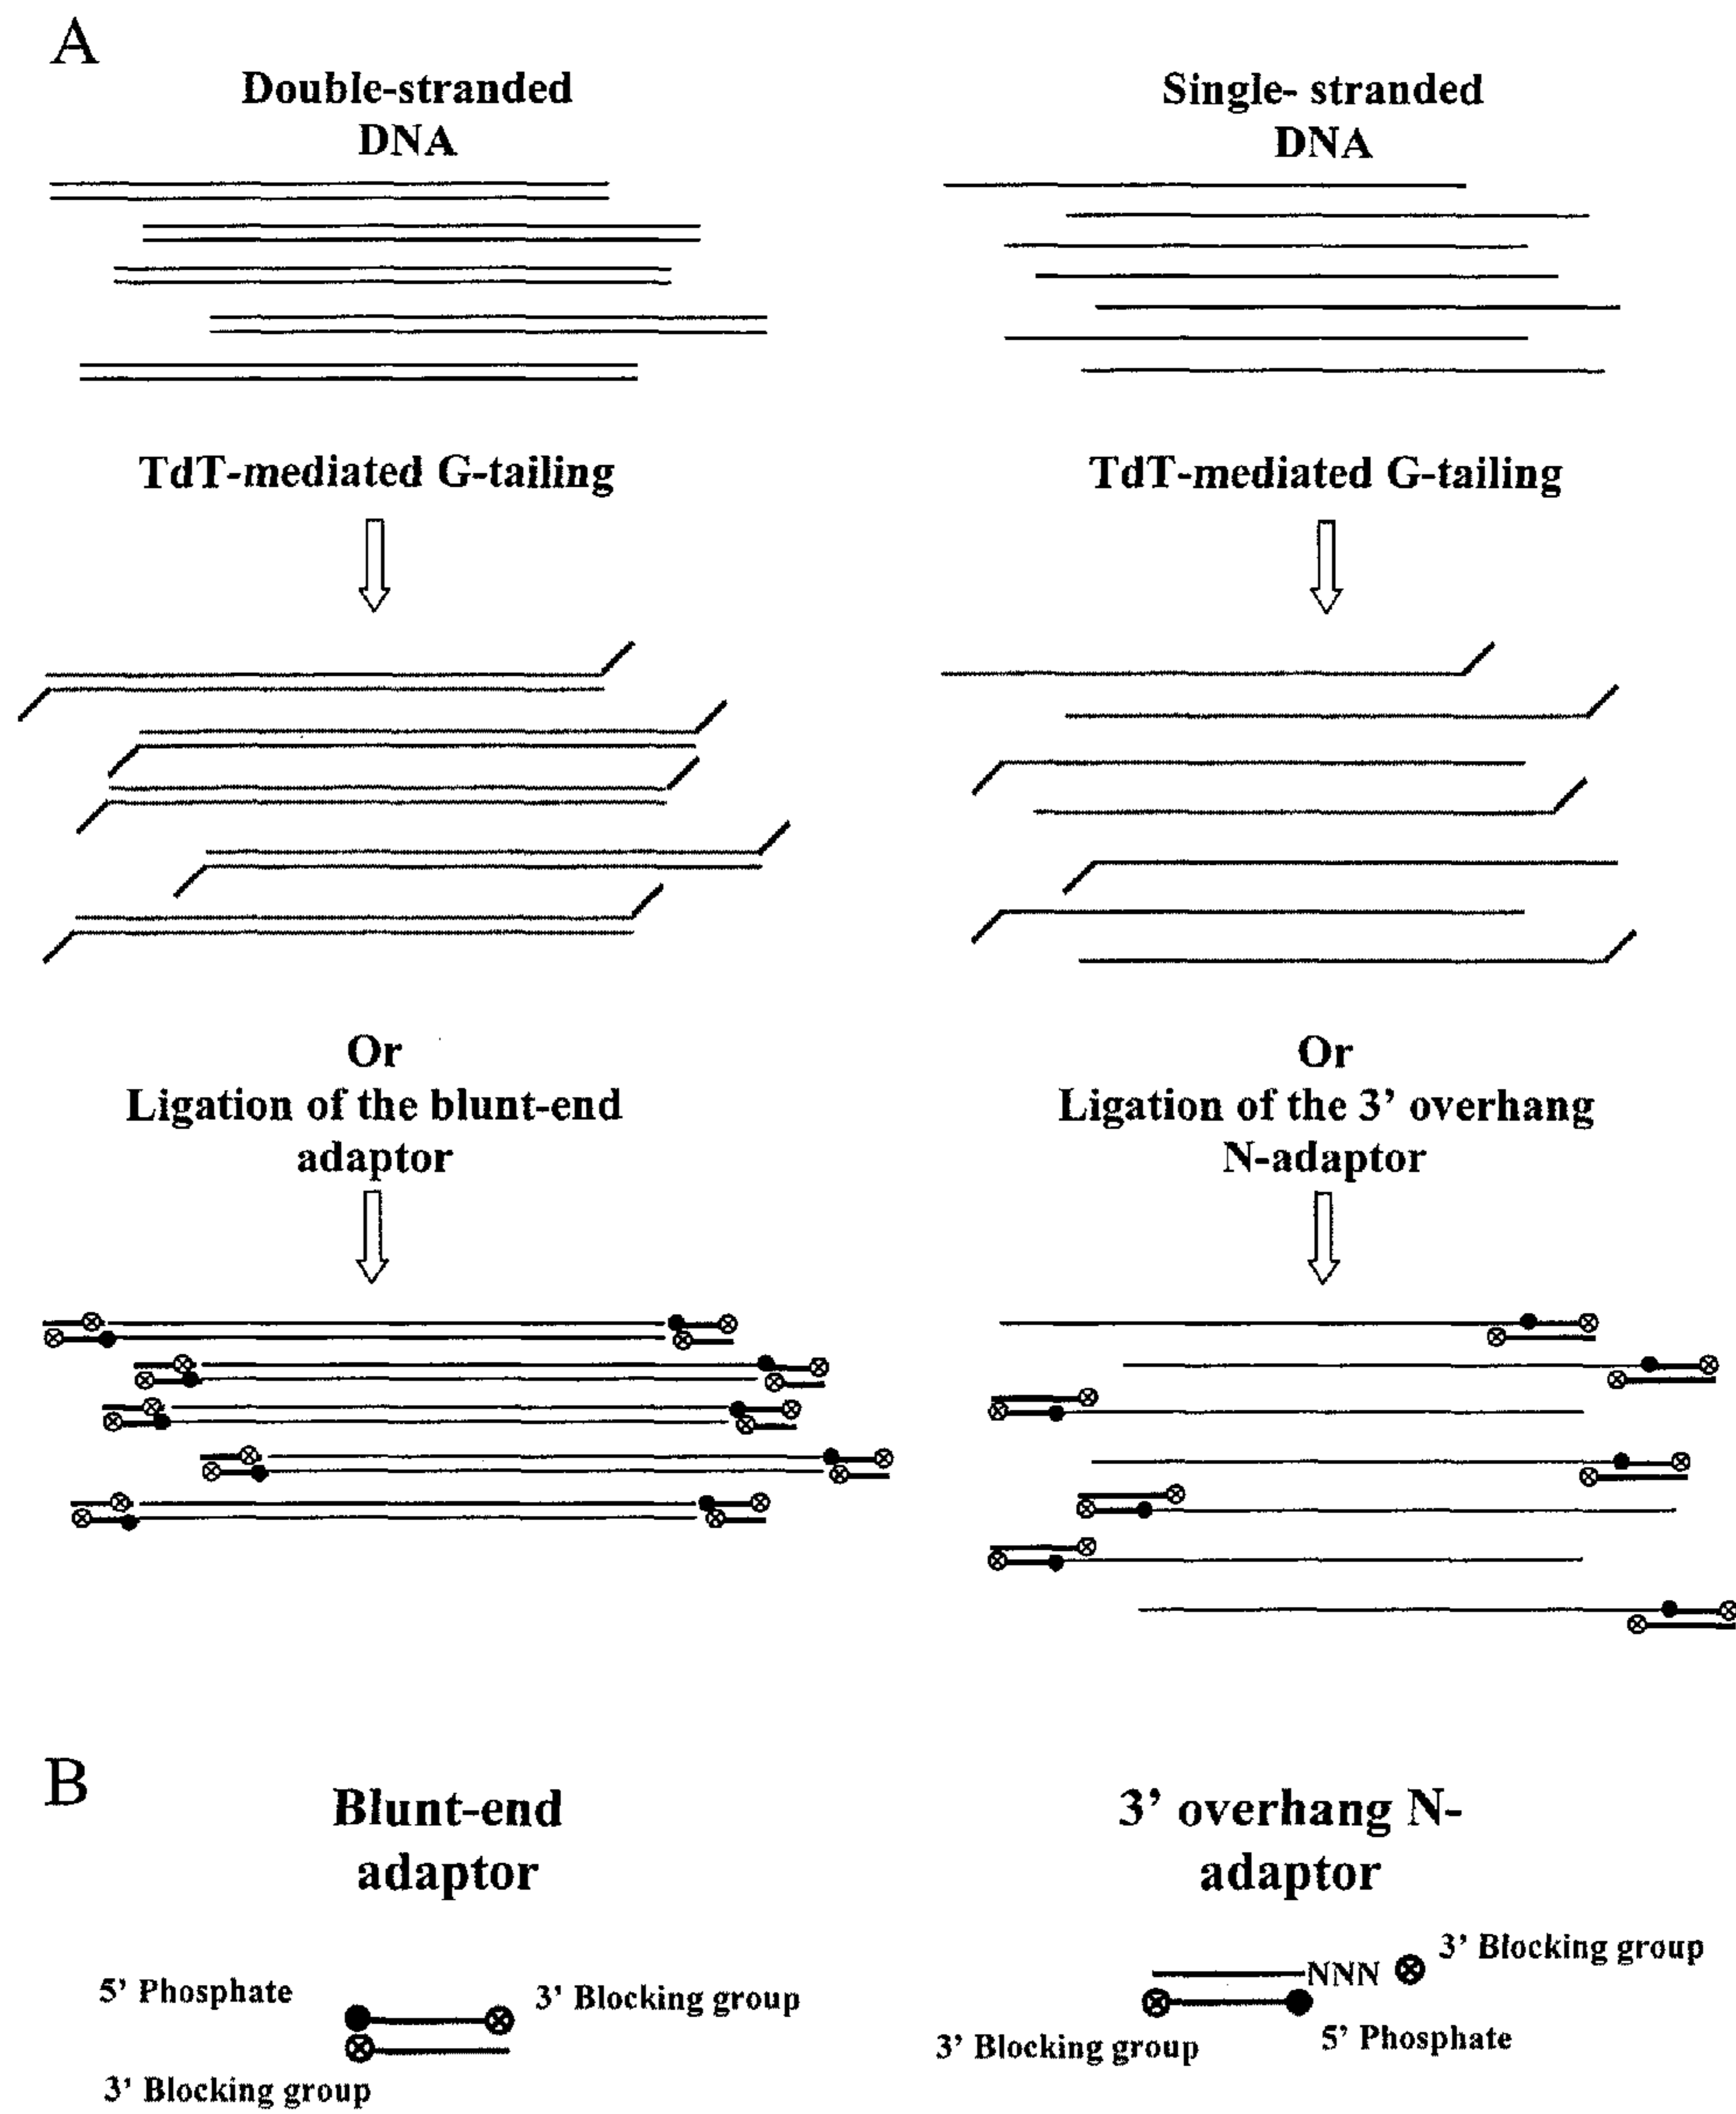 A
Double-stranded
DNA
Single- stranded
DNA
TdT-mediated G-tailing
TdT-mediated G-tailing
Or
Ligation of the blunt-end
adaptor
Or
Ligation of the 3’ overhang
N-adaptor
B
Blunt-end
adaptor
3’ overhang N-
adaptor
5’ Phosphate
3’ Blocking group
3’ Blocking group
NNN
3’ Blocking group
3’ Blocking group
5’ Phosphate